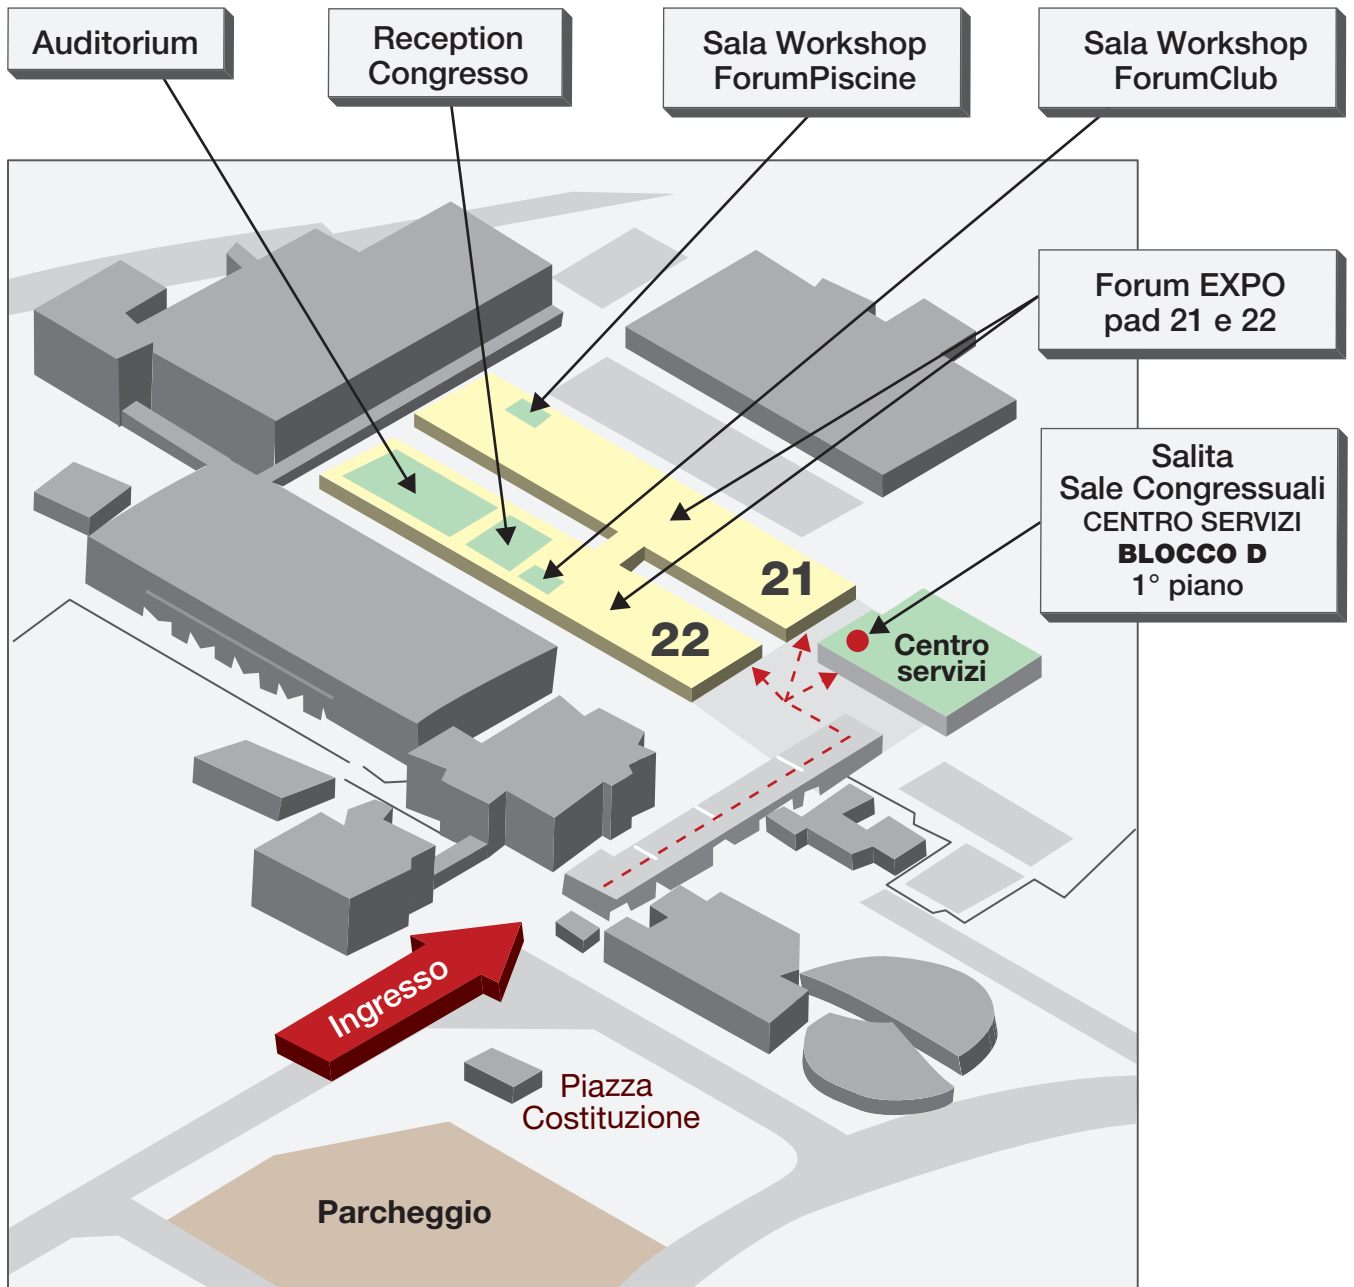 Auditorium
Reception
Congresso
Sala Workshop
ForumPiscine
Sala Workshop
ForumClub
Forum EXPO
pad 21 e 22
Salita
Sale Congressuali
CENTRO SERVIZI
BLOCCO D
1° piano
21
22
Centro
servizi
Ingresso
Piazza
Costituzione
Parcheggio